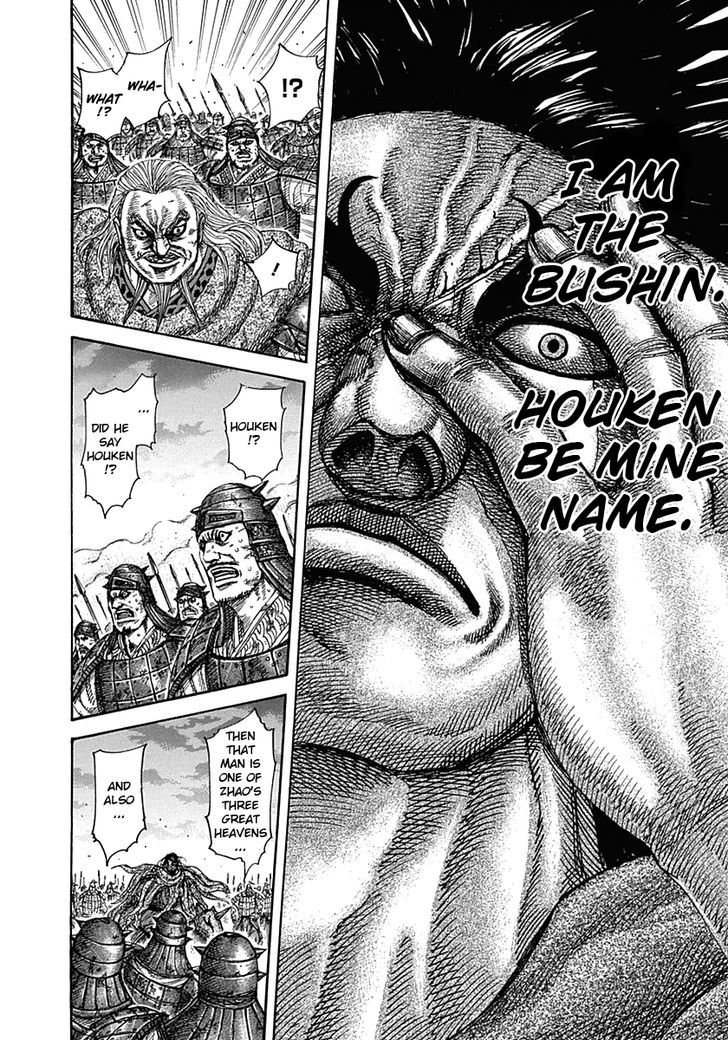 I AM
THE
BUSHIN.
HOUKEN
BE MINE
NAME.
!?
WHA-
WHAT
!?
!
HOUKEN
!?
...
DID HE
SAY
HOUKEN
!?
THEN
THAT
MAN IS
ONE OF
ZHAO'S
THREE
GREAT
HEAVENS
...
AND
ALSO
...